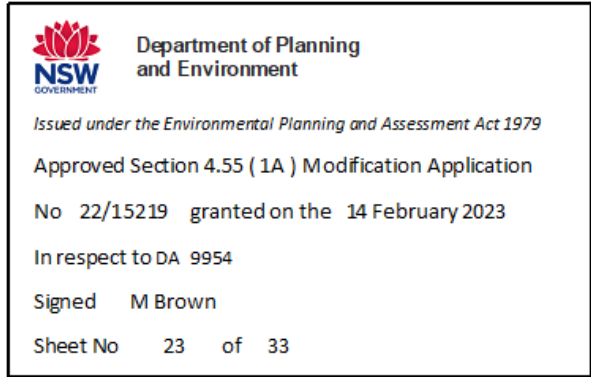 Department of Planning
and Environment
NSW
GOVERNMENT
Issued under the Environmental Planning and Assessment Act 1979
Approved Section 4.55 ( 1A ) Modification Application
No 22/15219 granted on the 14 February 2023
In respect to DA 9954
Signed M Brown
Sheet No 23 of 33